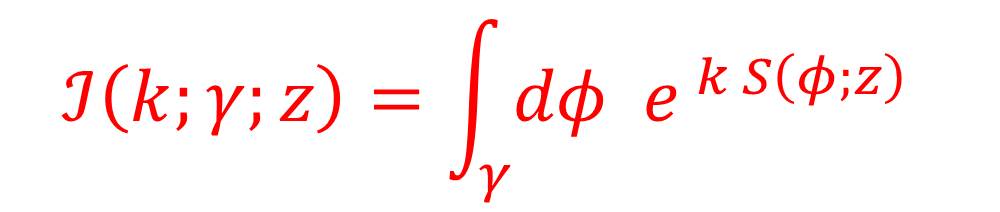 ℐ(k; γ; z) = ∫_γ dϕ e^{k S(ϕ;z)}